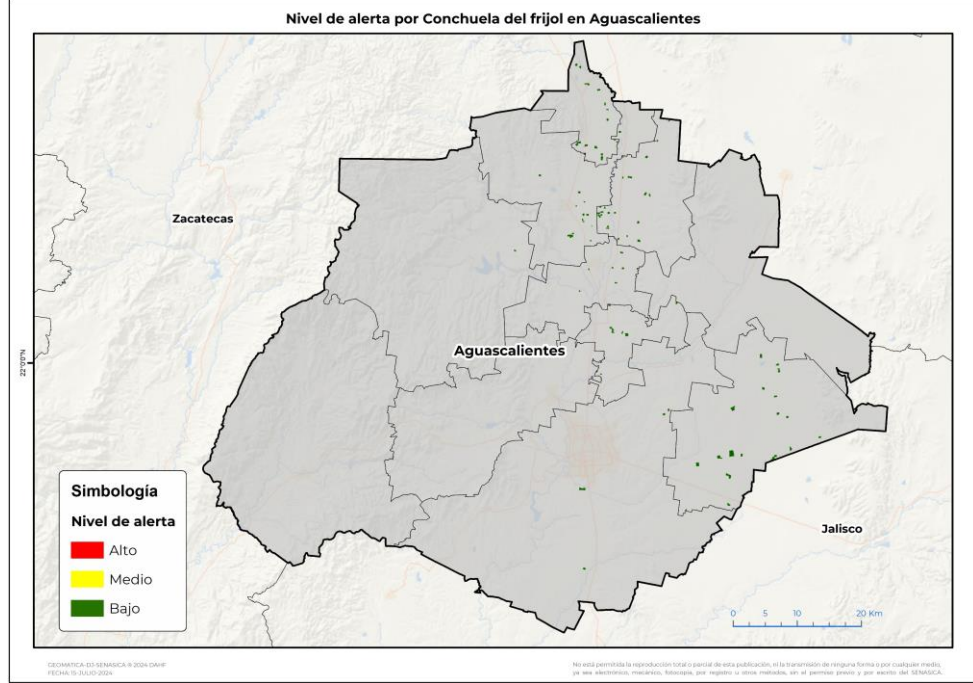 Nivel de alerta por Conchuela del frijol en Aguascalientes
Zacatecas
22°0'0"N
Aguascalientes
Simbología
Nivel de alerta
Alto
Medio
Bajo
Jalisco
0 5 10 20 Km
GEOMATICA-DJ-SENASICA © 2024 OAHF
FECHA: 15-JULIO-2024
No está permitida la reproducción total o parcial de esta publicación, ni la transmisión de ninguna forma o por cualquier medio,
ya sea electrónico, mecánico, fotocopia, por registro u otros métodos, sin el permiso previo y por escrito del SENASICA.